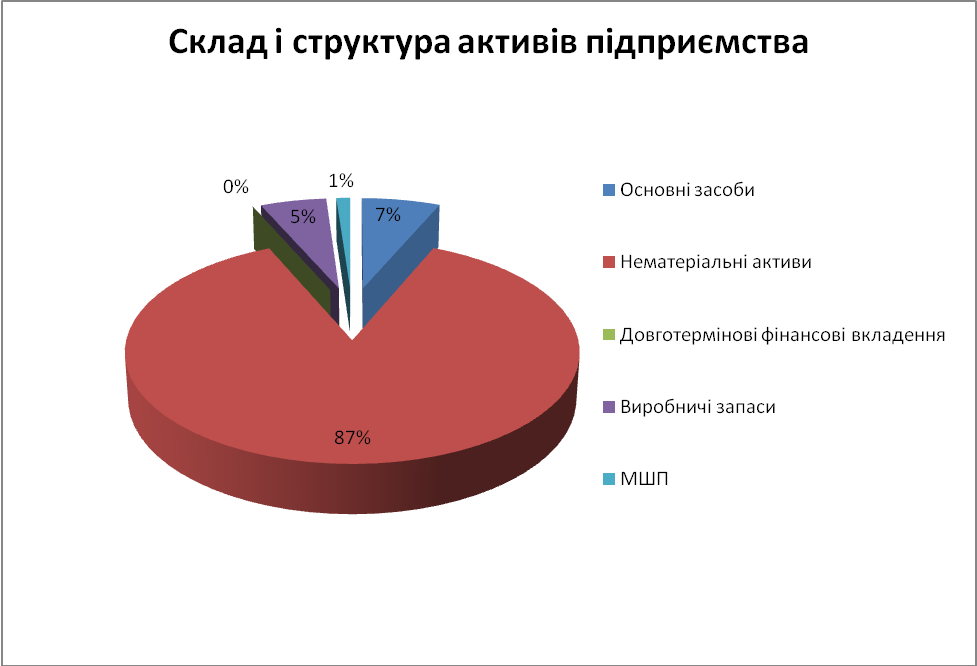 Склад і структура активів підприємства
0%
5%
1%
7%
87%
Основні засоби
Нематеріальні активи
Довготермінові фінансові вкладення
Виробничі запаси
МШП